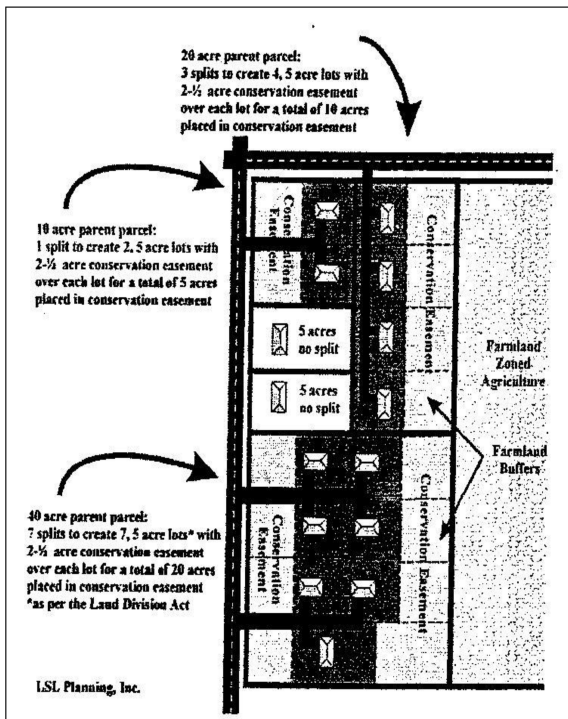 20 acre parent parcel:
3 splits to create 4, 5 acre lots with
2-½ acre conservation easement
over each lot for a total of 10 acres
placed in conservation easement
10 acre parent parcel:
1 split to create 2, 5 acre lots with
2-½ acre conservation easement
over each lot for a total of 5 acres
placed in conservation easement
Conservation
Easement
Conservation Easement
5 acres
no split
5 acres
no split
Farmland
Zoned
Agriculture
Farmland
Buffers
40 acre parent parcel:
7 splits to create 7, 5 acre lots* with
2-½ acre conservation easement
over each lot for a total of 20 acres
placed in conservation easement
*as per the Land Division Act
Conservation
Easement
Conservation Easement
LSL Planning, Inc.